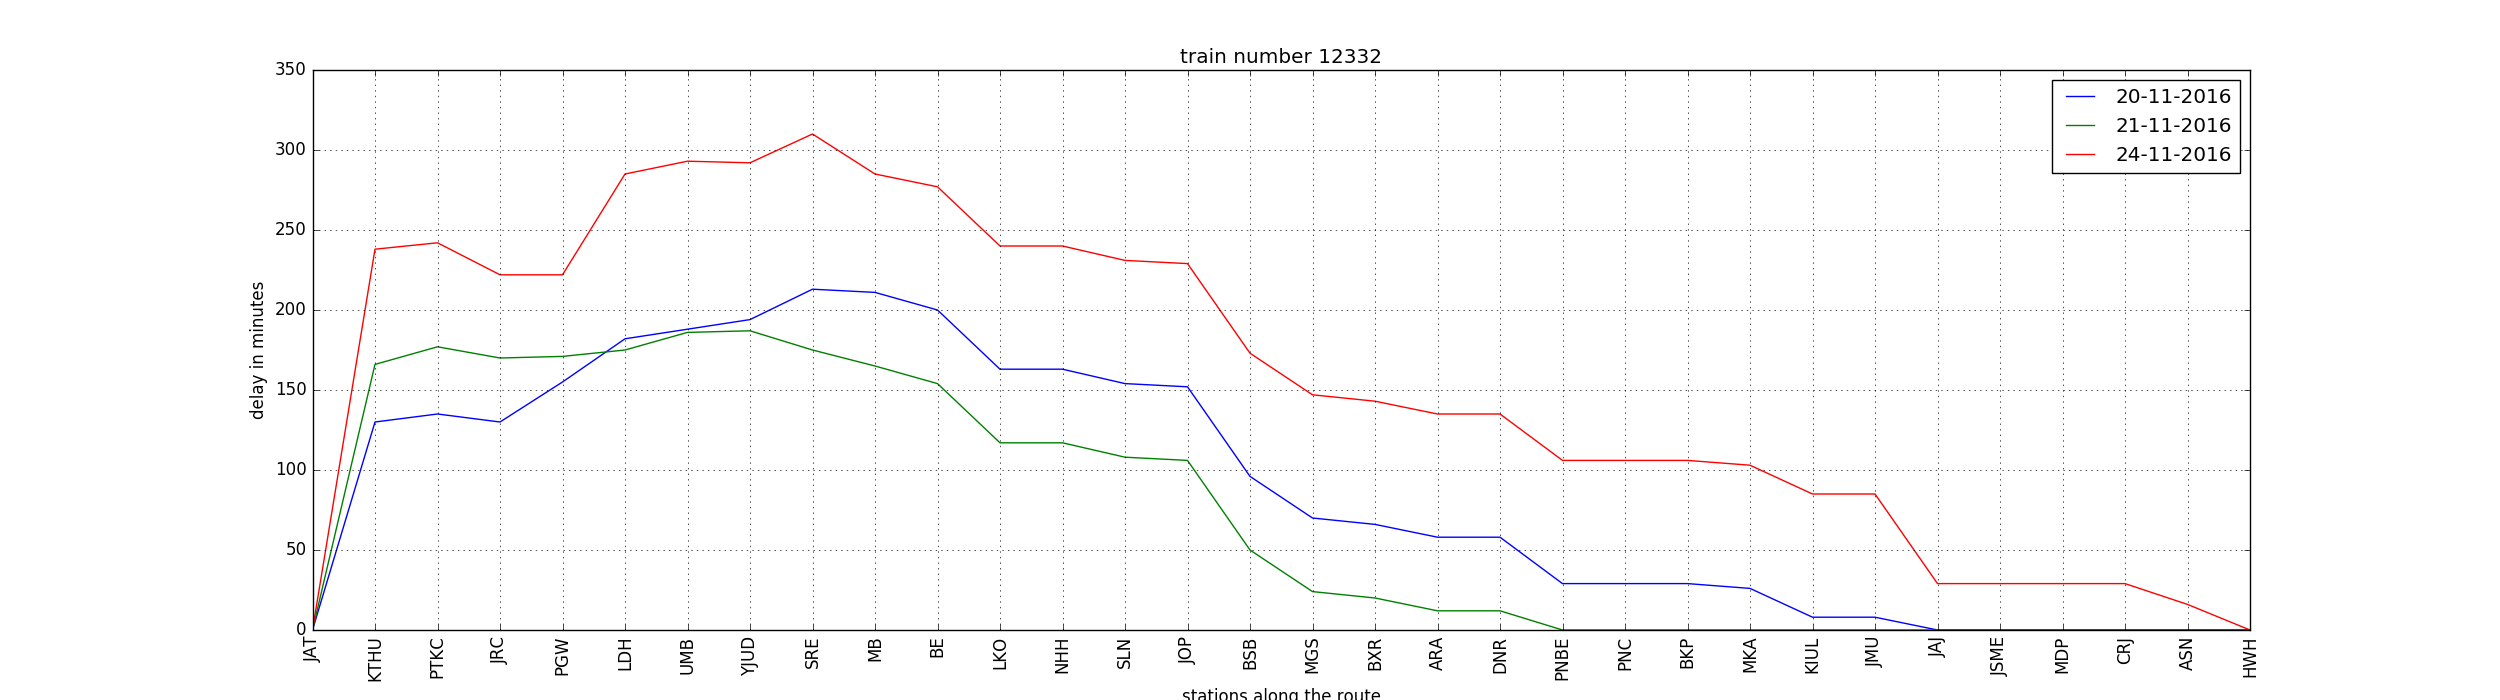 train number 12332
350
300
250
200
150
100
50
0
delay in minutes
20-11-2016
21-11-2016
24-11-2016
JAT
KTHU
PTKC
JRC
PGW
LDH
UMB
YJUD
SRE
MB
BE
LKO
NHH
SLN
JOP
BSB
MGS
BXR
ARA
DNR
PNBE
PNC
BKP
MKA
KIUL
JMU
JAJ
JSME
MDP
CRJ
ASN
HWH
stations along the route